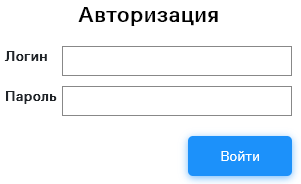 Авторизация
Логин
Пароль
Войти